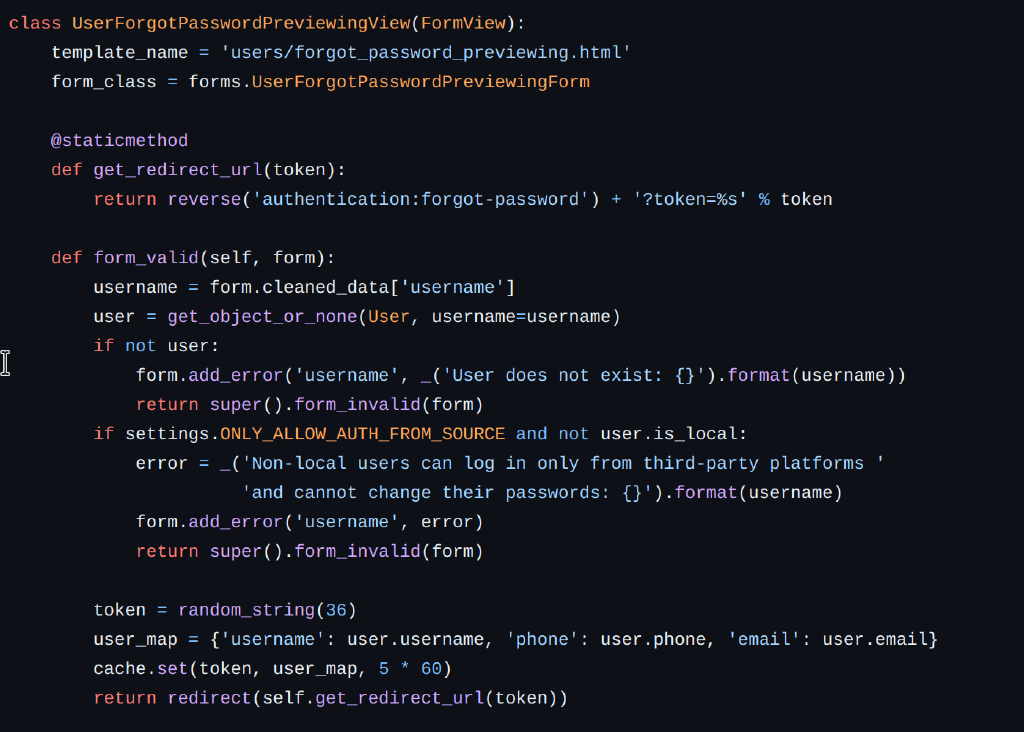 class UserForgotPasswordPreviewingView(FormView):
    template_name = 'users/forgot_password_previewing.html'
    form_class = forms.UserForgotPasswordPreviewingForm

    @staticmethod
    def get_redirect_url(token):
        return reverse('authentication:forgot-password') + '?token=%s' % token

    def form_valid(self, form):
        username = form.cleaned_data['username']
        user = get_object_or_none(User, username=username)
        if not user:
            form.add_error('username', _('User does not exist: {}').format(username))
            return super().form_invalid(form)
        if settings.ONLY_ALLOW_AUTH_FROM_SOURCE and not user.is_local:
            error = _('Non-local users can log in only from third-party platforms '
                      'and cannot change their passwords: {}').format(username)
            form.add_error('username', error)
            return super().form_invalid(form)

        token = random_string(36)
        user_map = {'username': user.username, 'phone': user.phone, 'email': user.email}
        cache.set(token, user_map, 5 * 60)
        return redirect(self.get_redirect_url(token))